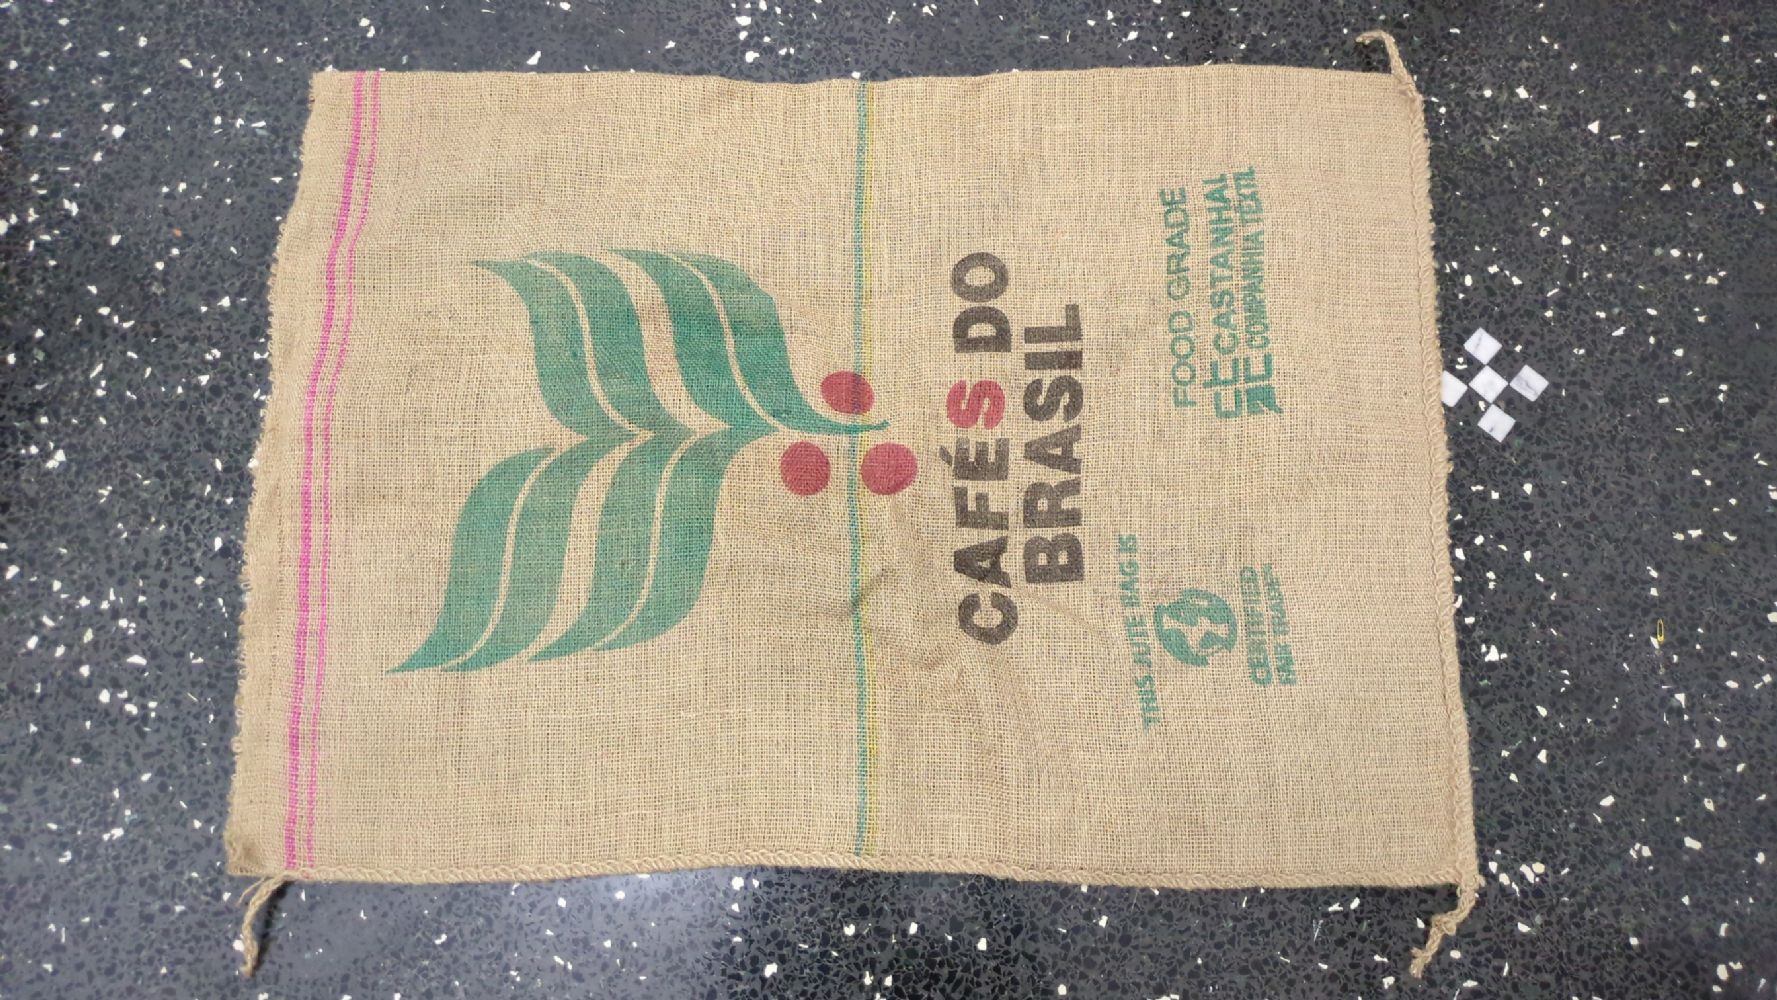 CAFÉS DO
BRASIL
THIS JUTE BAG IS
CERTIFIED
FAIR TRADE
FOOD GRADE
CASTANHAL
COMPANHIA TEXTIL